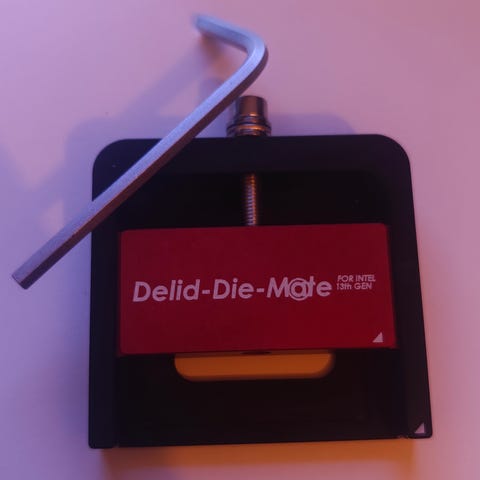 Delid-Die-M@te
FOR INTEL
13th GEN